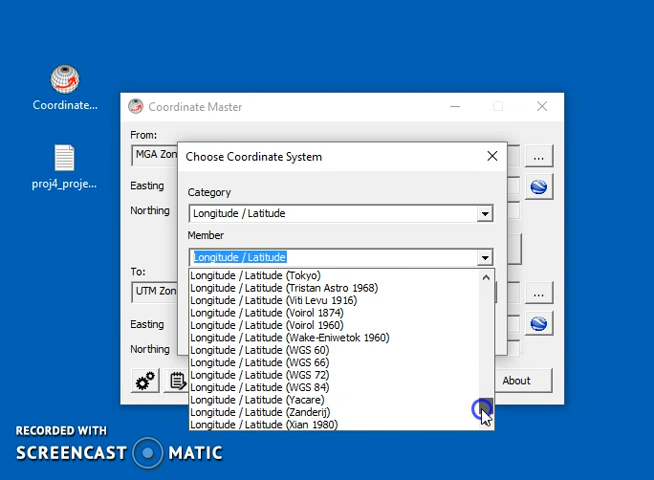 Coordinate...
proj4_proje...
Coordinate Master
From:
MGA Zon
...
Easting
Northing
To:
UTM Zon
...
Easting
Northing
About
Choose Coordinate System
Category
Longitude / Latitude
Member
Longitude / Latitude
Longitude / Latitude (Tokyo)
Longitude / Latitude (Tristan Astro 1968)
Longitude / Latitude (Viti Levu 1916)
Longitude / Latitude (Voirol 1874)
Longitude / Latitude (Voirol 1960)
Longitude / Latitude (Wake-Eniwetok 1960)
Longitude / Latitude (WGS 60)
Longitude / Latitude (WGS 66)
Longitude / Latitude (WGS 72)
Longitude / Latitude (WGS 84)
Longitude / Latitude (Yacare)
Longitude / Latitude (Zanderij)
Longitude / Latitude (Xian 1980)
RECORDED WITH
SCREENCAST MATIC